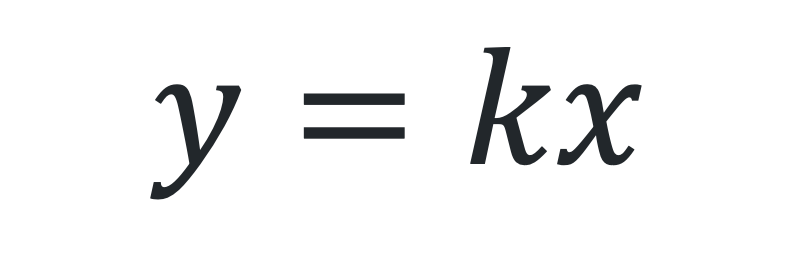 y = kx